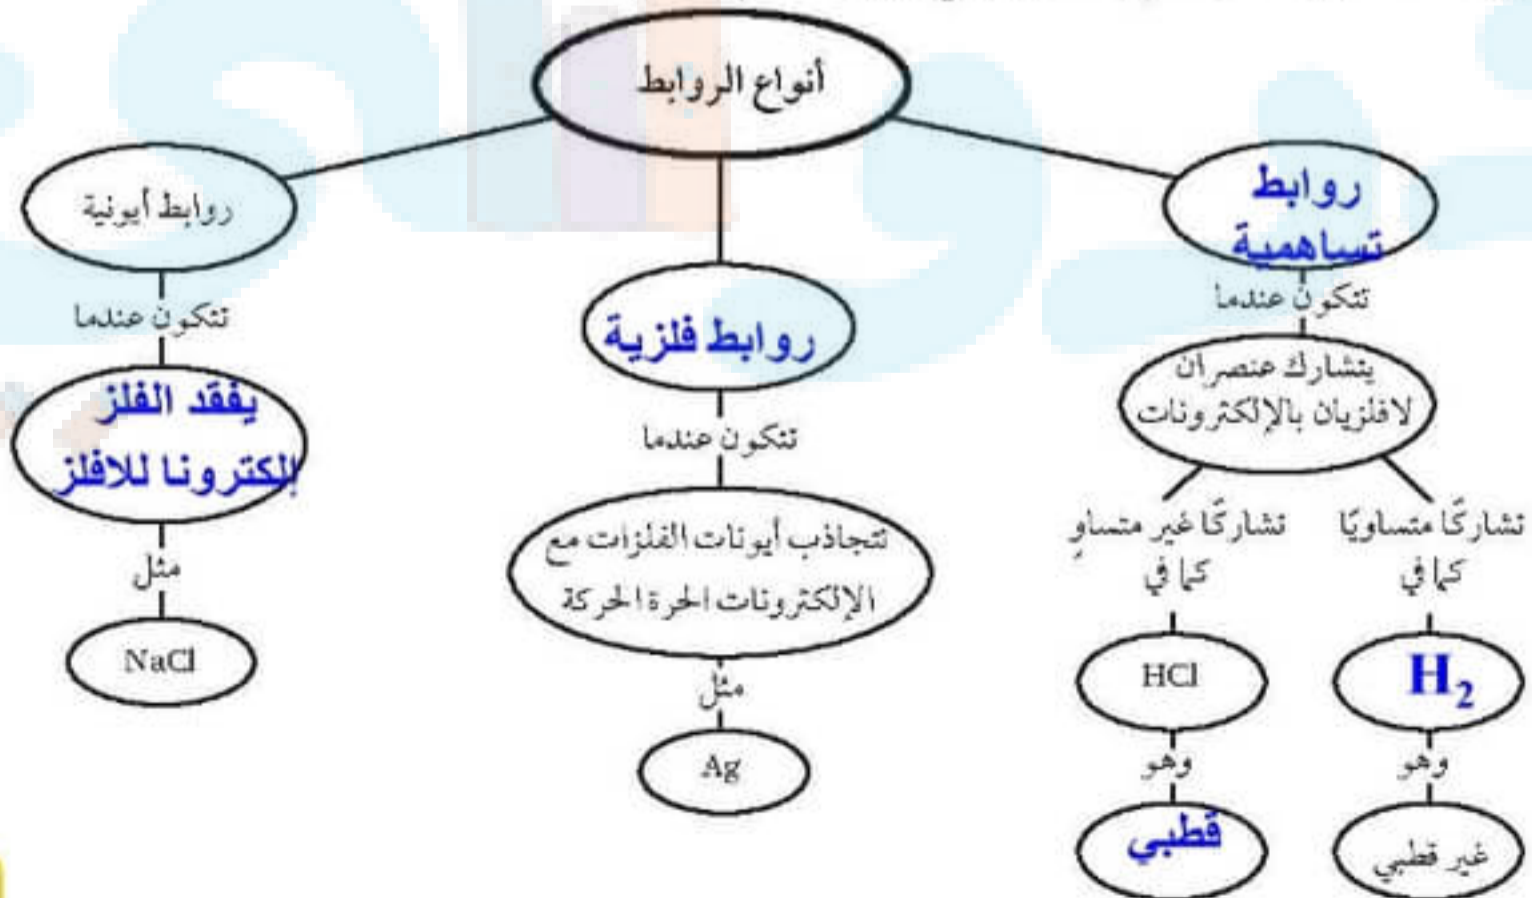 أنواع الروابط
روابط
تساهمية
تتكون عندما
يتشارك عنصران
لافلزيان بالإلكترونات
تشاركًا متساويًا
كما في
H₂
وهو
غير قطبي
تشاركًا غير متساوٍ
كما في
HCl
وهو
قطبي
روابط فلزية
تتكون عندما
تتجاذب أيونات الفلزات مع
الإلكترونات الحرة الحركة
مثل
Ag
روابط أيونية
تتكون عندما
يفقد الفلز
إلكترونا للافلز
مثل
NaCl